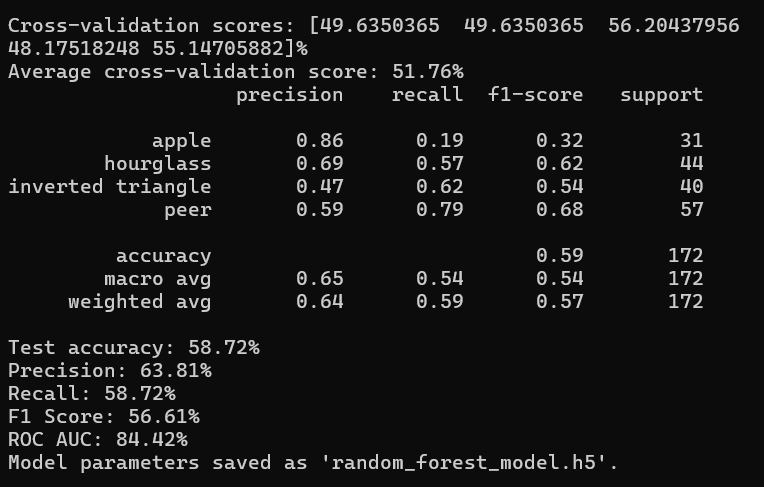 Cross-validation scores: [49.6350365  49.6350365  56.20437956
48.17518248 55.14705882]%
Average cross-validation score: 51.76%
                   precision    recall  f1-score   support

            apple       0.86      0.19      0.32        31
        hourglass       0.69      0.57      0.62        44
inverted triangle       0.47      0.62      0.54        40
             peer       0.59      0.79      0.68        57

         accuracy                           0.59       172
        macro avg       0.65      0.54      0.54       172
     weighted avg       0.64      0.59      0.57       172

Test accuracy: 58.72%
Precision: 63.81%
Recall: 58.72%
F1 Score: 56.61%
ROC AUC: 84.42%
Model parameters saved as 'random_forest_model.h5'.